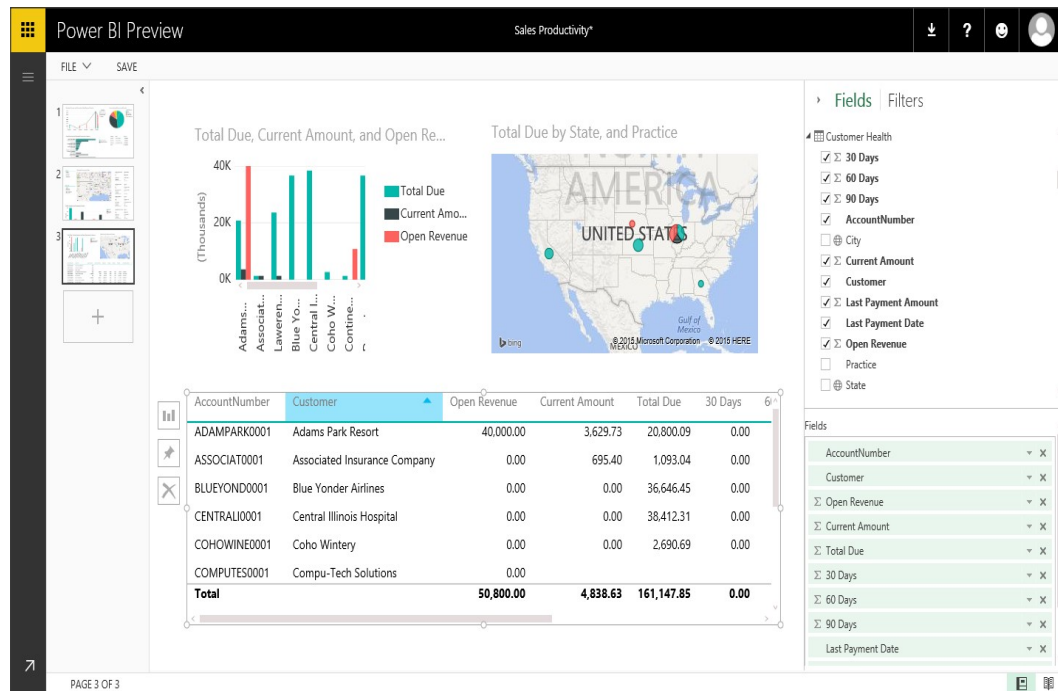 Power BI Preview
Sales Productivity*
FILE
SAVE
1
2
3
Total Due, Current Amount, and Open Re...
40K
20K
0K
(Thousands)
Total Due
Current Amo...
Open Revenue
Adams...
Associat...
Laweren...
Blue Yo...
Central I...
Coho W...
Contine...
Total Due by State, and Practice
AMERICA
UNITED STATES
Gulf of
Mexico
MEXICO
bing
© 2015 Microsoft Corporation © 2015 HERE
AccountNumber Customer Open Revenue Current Amount Total Due 30 Days
ADAMPARK0001 Adams Park Resort 40,000.00 3,629.73 20,800.09 0.00
ASSOCIAT0001 Associated Insurance Company 0.00 695.40 1,093.04 0.00
BLUEYOND0001 Blue Yonder Airlines 0.00 0.00 36,646.45 0.00
CENTRALI0001 Central Illinois Hospital 0.00 0.00 38,412.31 0.00
COHOWINE0001 Coho Wintery 0.00 0.00 2,690.69 0.00
COMPUTES0001 Compu-Tech Solutions 0.00
Total 50,800.00 4,838.63 161,147.85 0.00
Fields Filters
Customer Health
Σ 30 Days
Σ 60 Days
Σ 90 Days
AccountNumber
City
Σ Current Amount
Customer
Σ Last Payment Amount
Last Payment Date
Σ Open Revenue
Practice
State
Fields
AccountNumber
Customer
Σ Open Revenue
Σ Current Amount
Σ Total Due
Σ 30 Days
Σ 60 Days
Σ 90 Days
Last Payment Date
PAGE 3 OF 3